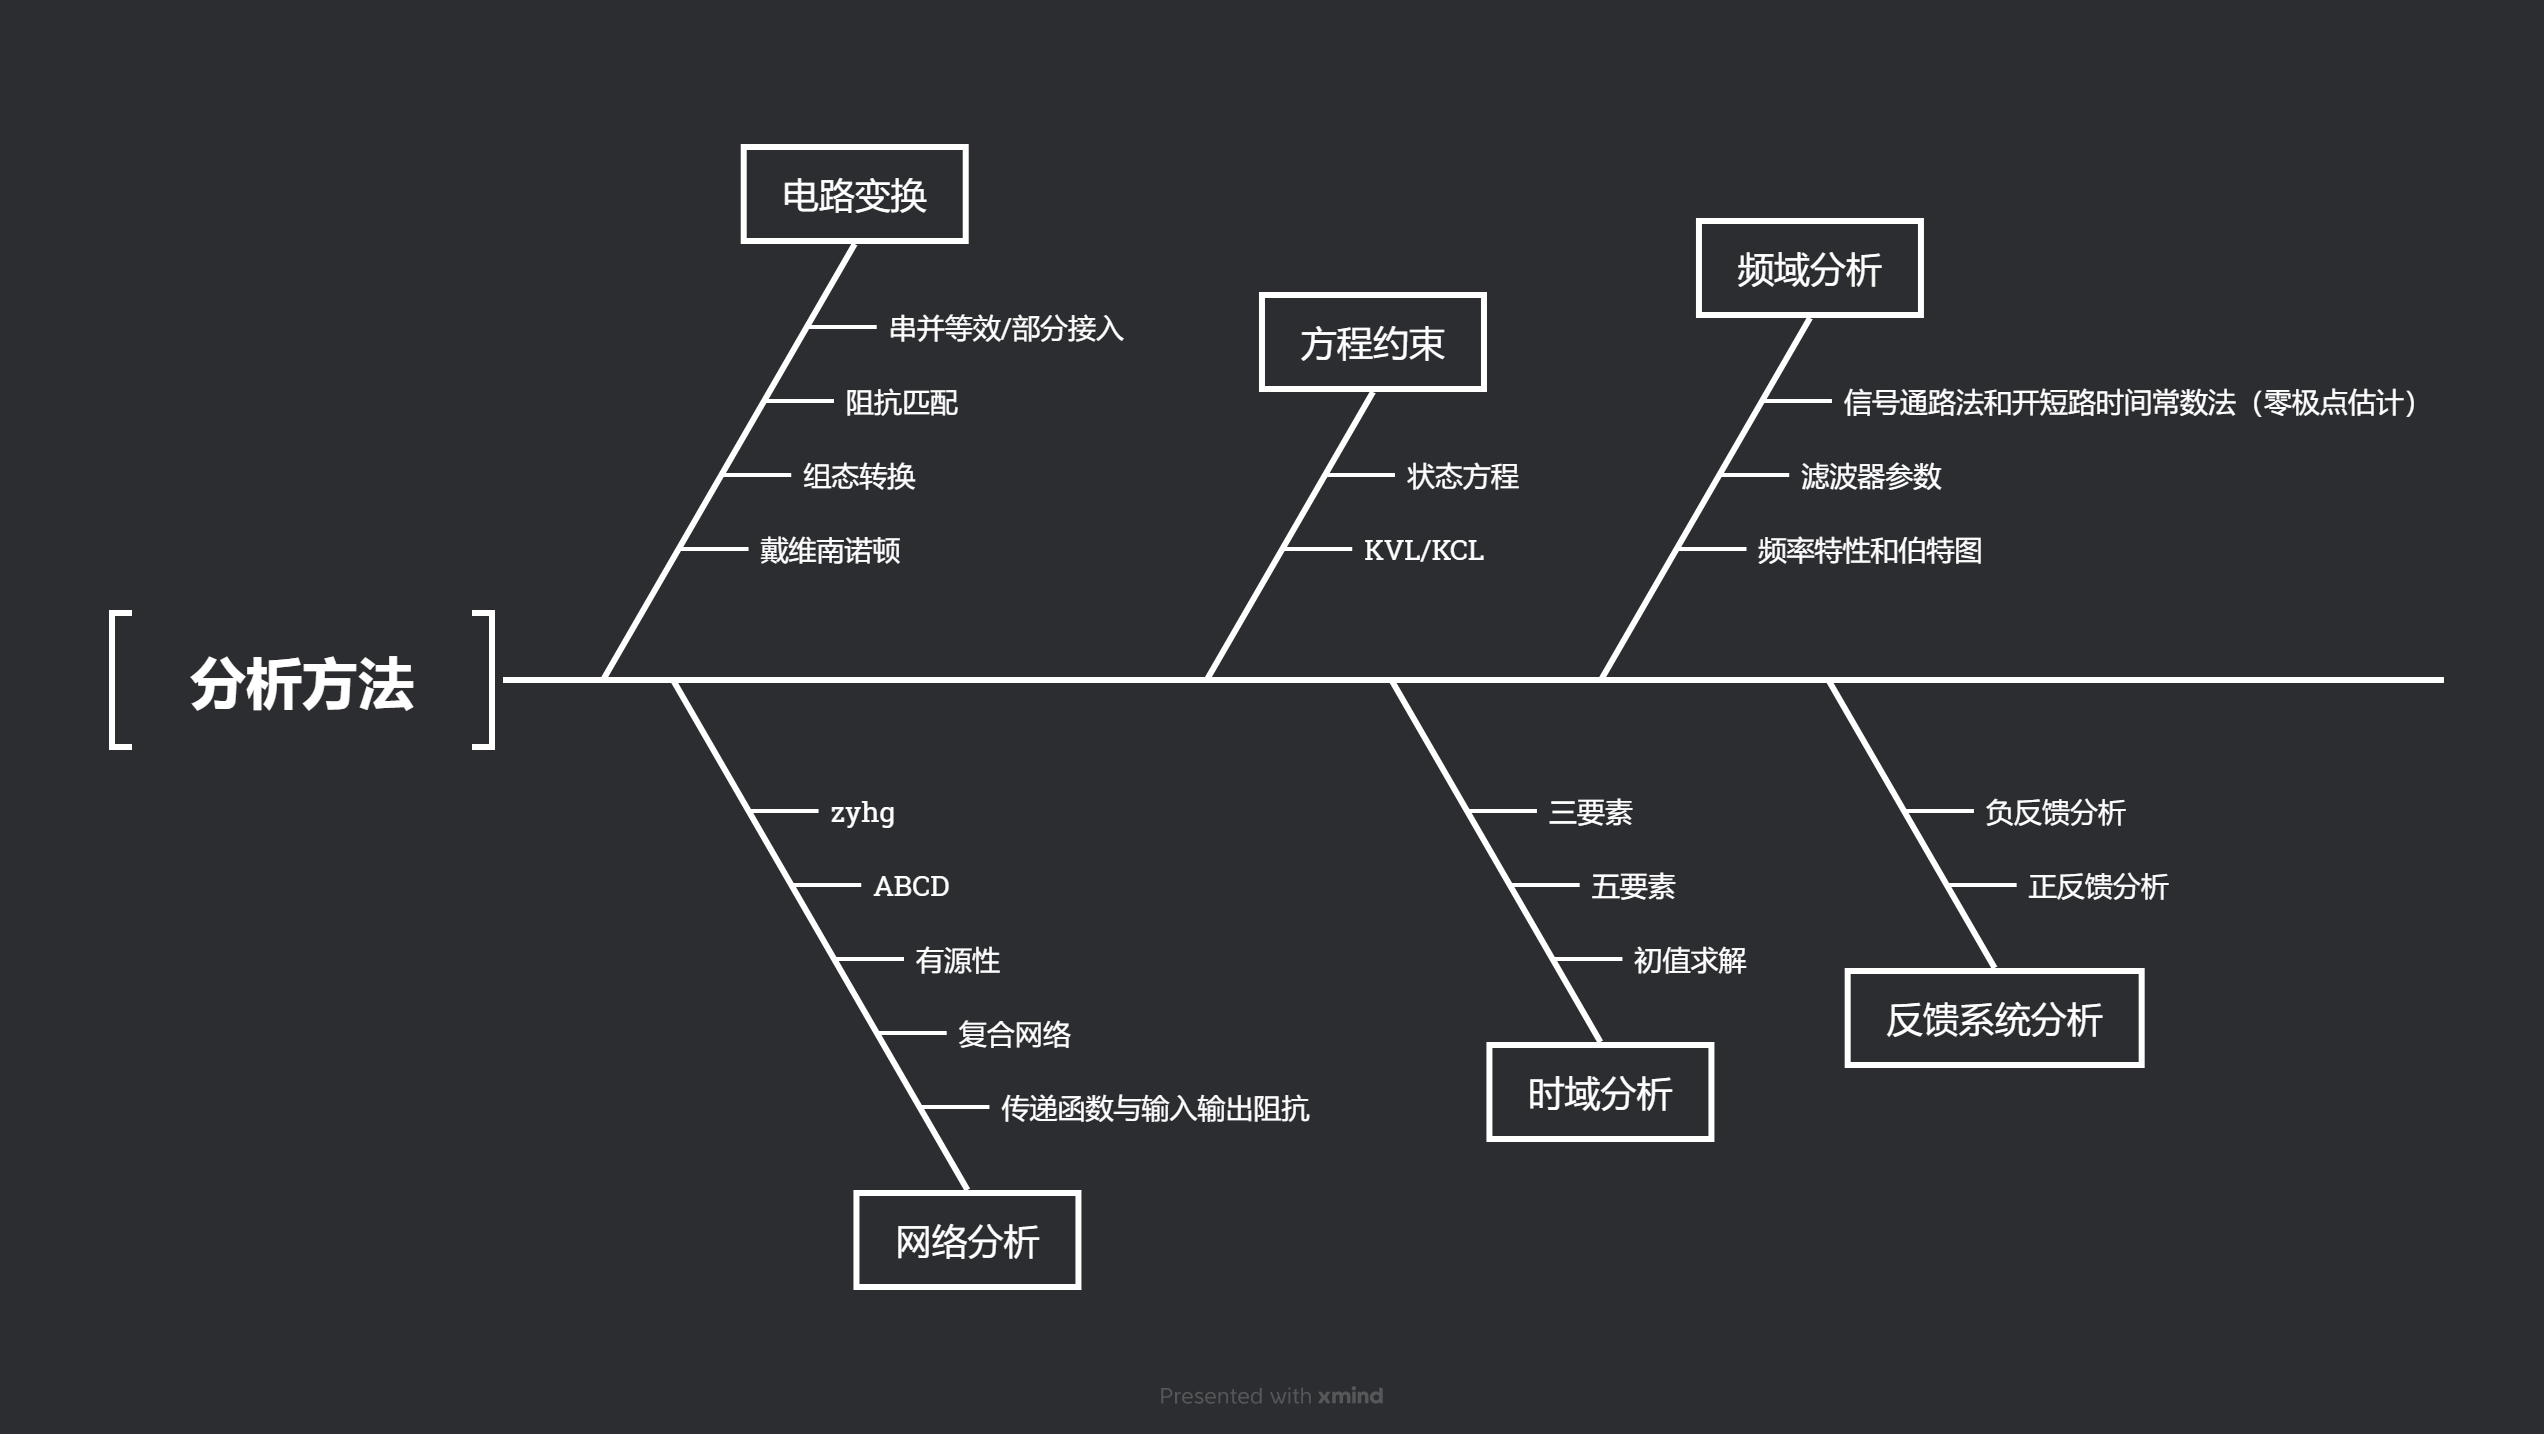 分析方法
电路变换
串并等效/部分接入
阻抗匹配
组态转换
戴维南诺顿
网络分析
zyhg
ABCD
有源性
复合网络
传递函数与输入输出阻抗
方程约束
状态方程
KVL/KCL
时域分析
三要素
五要素
初值求解
频域分析
信号通路法和开短路时间常数法（零极点估计）
滤波器参数
频率特性和伯特图
反馈系统分析
负反馈分析
正反馈分析
Presented with xmind